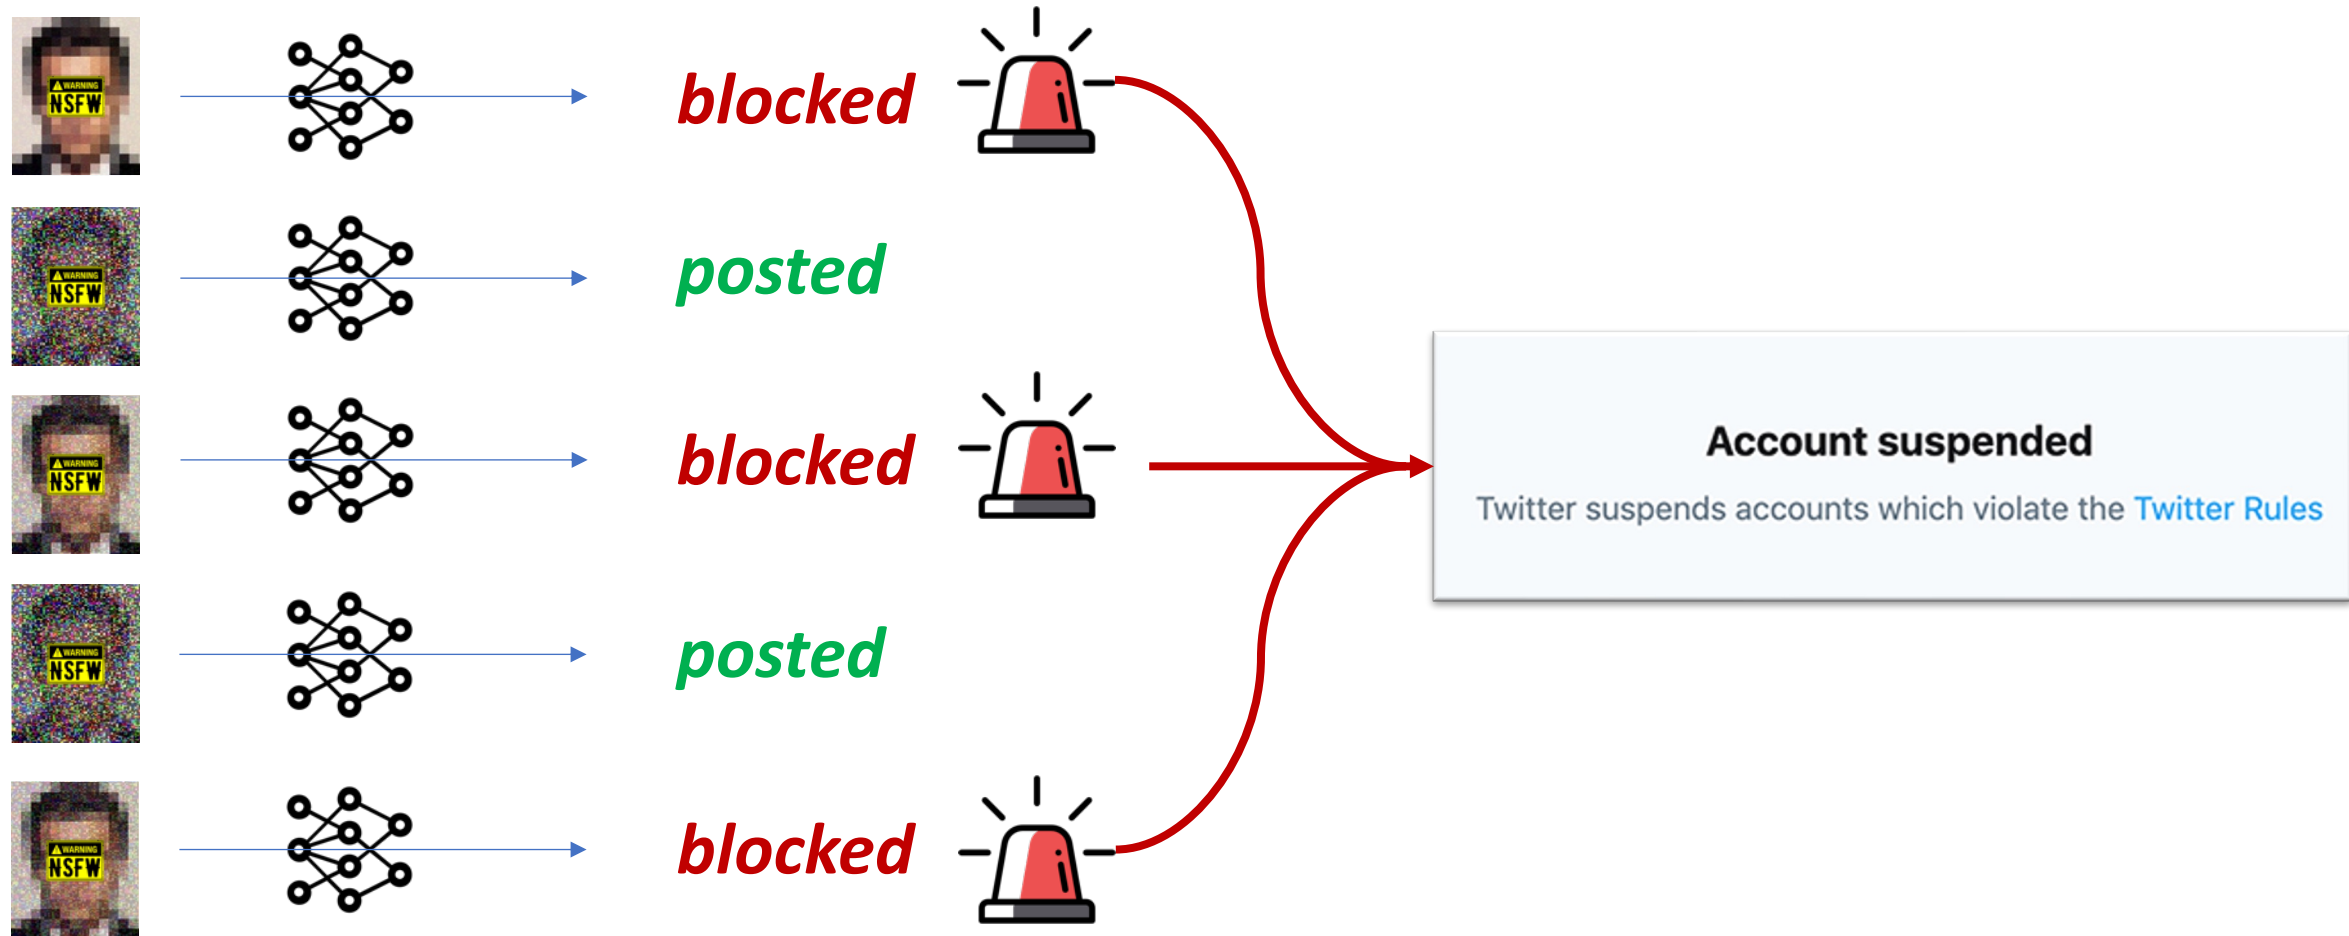 WARNING
NSFW
blocked
WARNING
NSFW
posted
WARNING
NSFW
blocked
Account suspended
Twitter suspends accounts which violate the Twitter Rules
WARNING
NSFW
posted
WARNING
NSFW
blocked